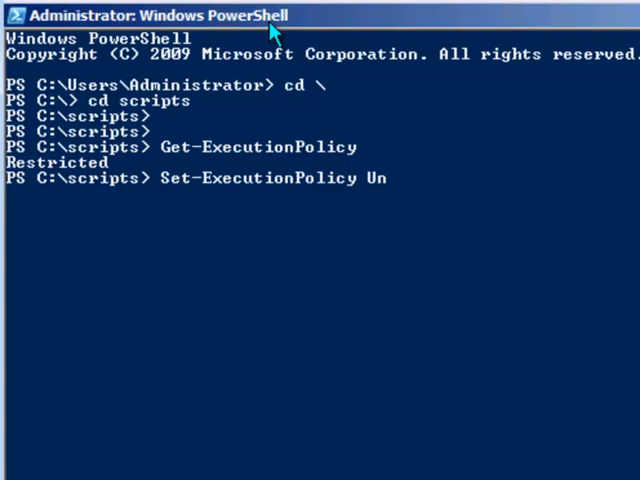 Administrator: Windows PowerShell
Windows PowerShell
Copyright (C) 2009 Microsoft Corporation. All rights reserved.
PS C:\Users\Administrator> cd \
PS C:\> cd scripts
PS C:\scripts>
PS C:\scripts>
PS C:\scripts> Get-ExecutionPolicy
Restricted
PS C:\scripts> Set-ExecutionPolicy Un